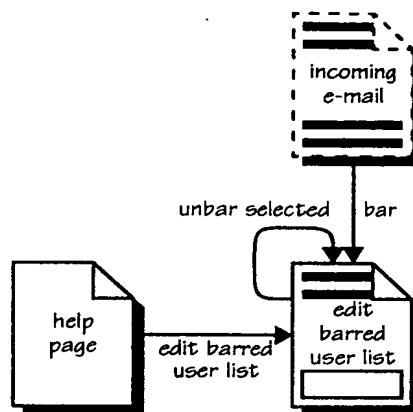 incoming
e-mail
unbar selected
bar
help
page
edit barred
user list
edit
barred
user list